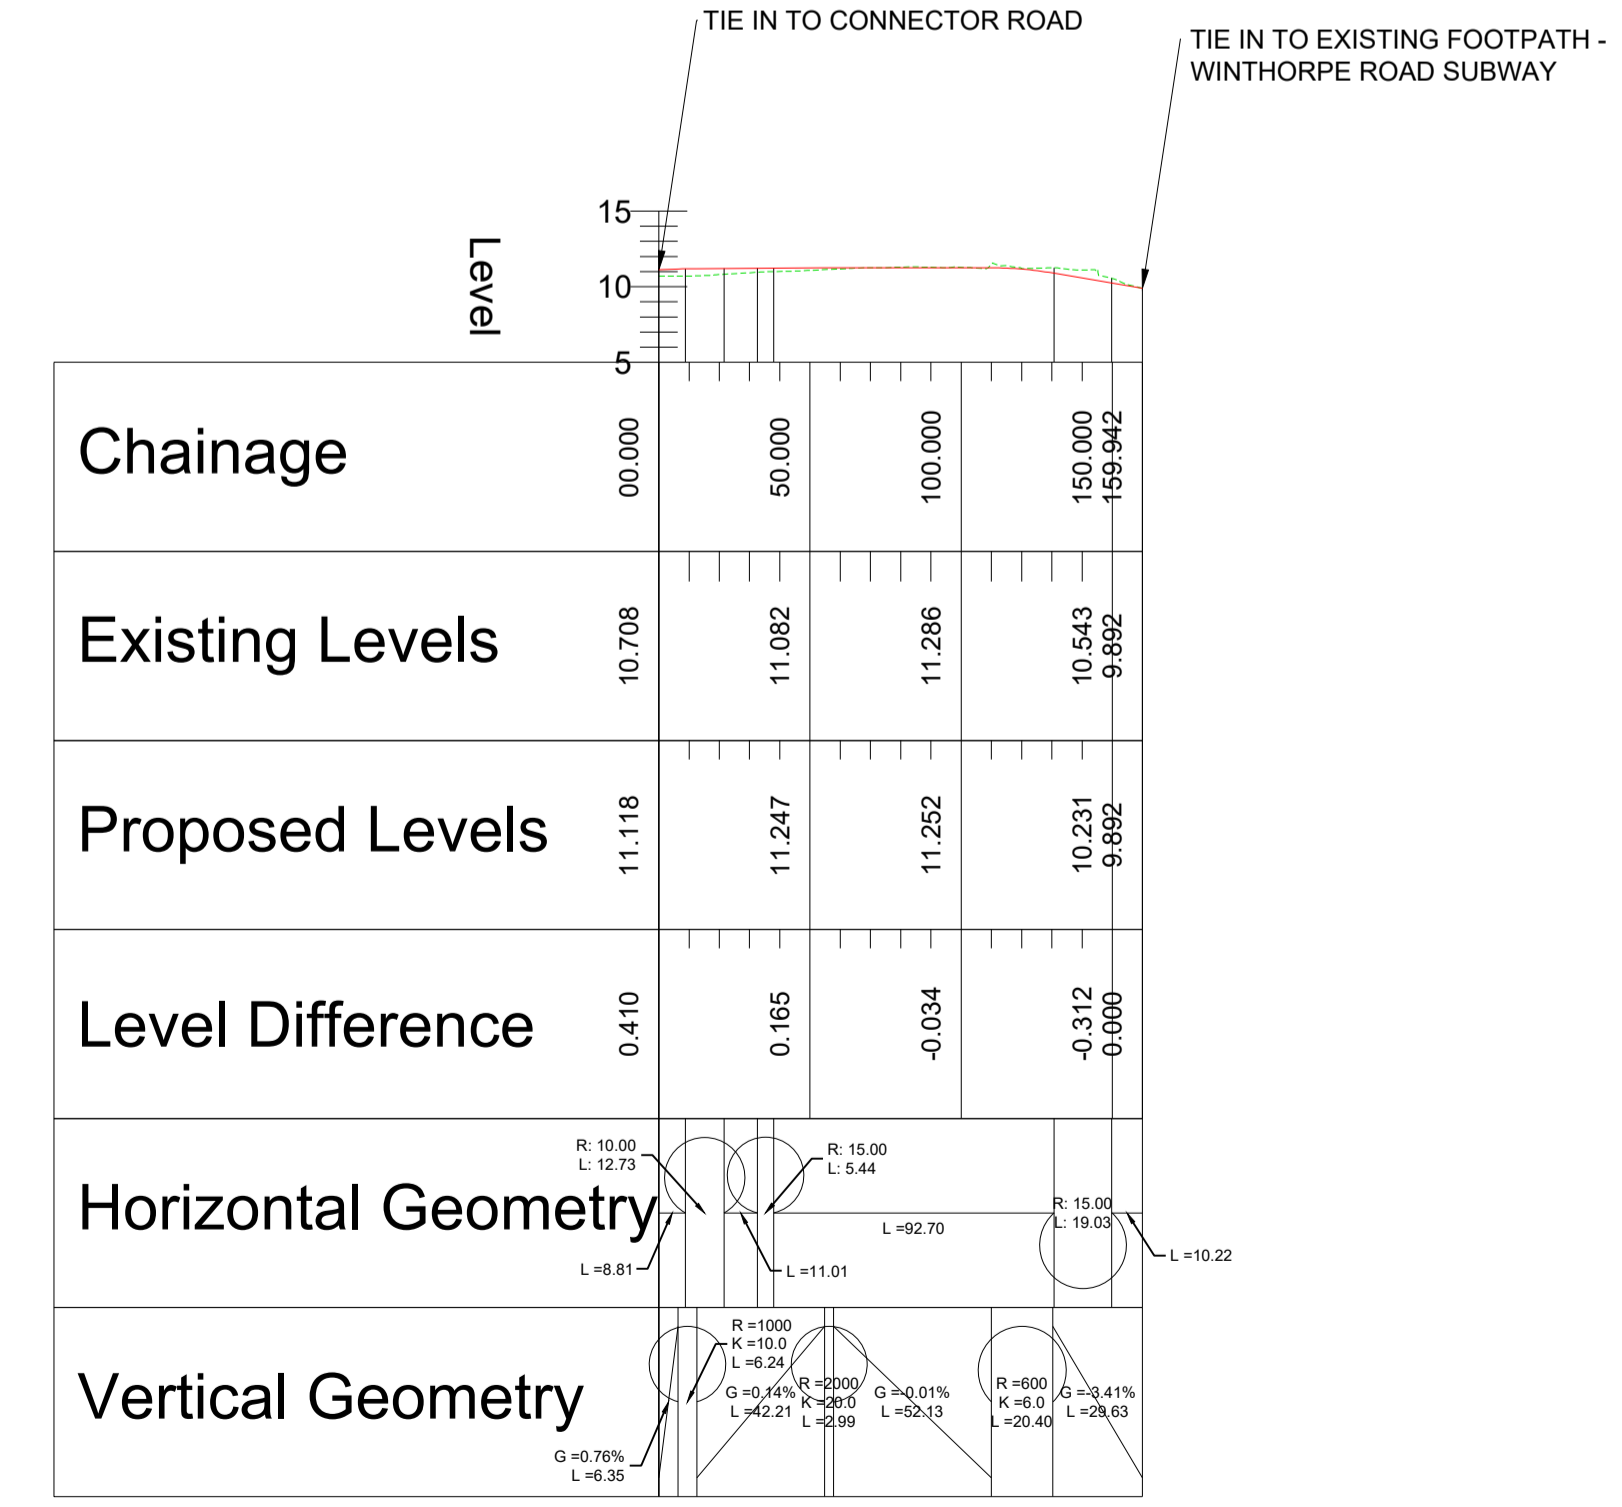 TIE IN TO CONNECTOR ROAD
TIE IN TO EXISTING FOOTPATH -
WINTHORPE ROAD SUBWAY
Level
15
10
5
Chainage
00.000
50.000
100.000
150.000
159.942
Existing Levels
10.708
11.082
11.286
10.543
9.892
Proposed Levels
11.118
11.247
11.252
10.231
9.892
Level Difference
0.410
0.165
-0.034
-0.312
0.000
Horizontal Geometry
R: 10.00
L: 12.73
L =8.81
L =11.01
R: 15.00
L: 5.44
L =92.70
R: 15.00
L: 19.03
L =10.22
Vertical Geometry
G =0.76%
L =6.35
R =1000
K =10.0
L =6.24
G =0.14%
L =42.21
R =2000
K =20.0
L =2.99
G =-0.01%
L =52.13
R =600
K =6.0
L =20.40
G =-3.41%
L =29.63